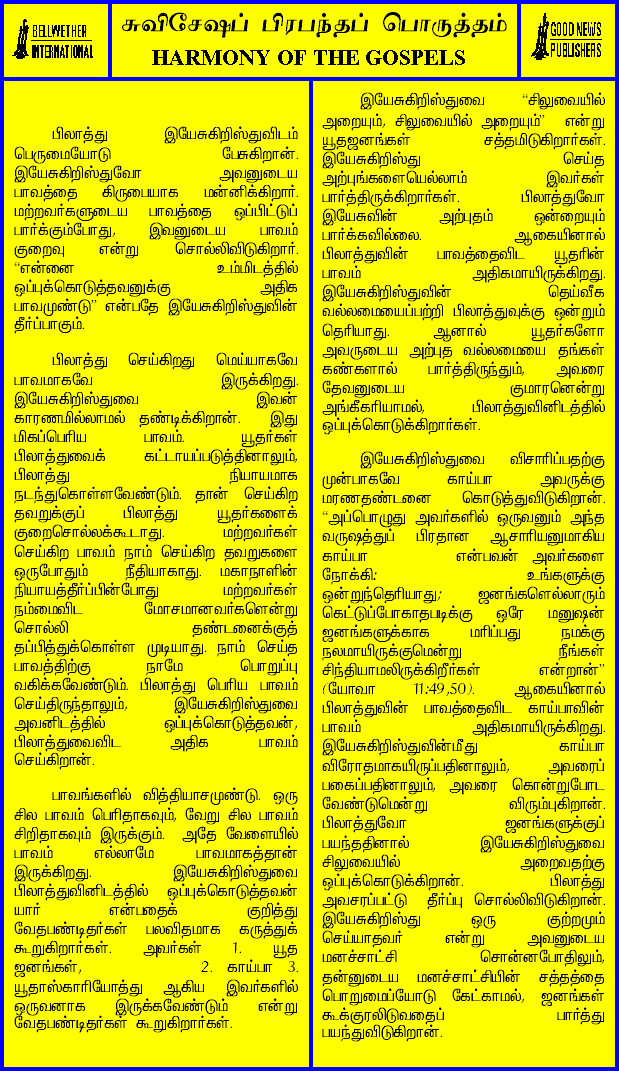 BELLWETHER
INTERNATIONAL
சுவிசேஷப் பிரபந்தப் பொருத்தம்
HARMONY OF THE GOSPELS
GOOD NEWS
PUBLISHERS
பிலாத்து இயேசுகிறிஸ்துவிடம்
பெருமையோடு பேசுகிறான்.
இயேசுகிறிஸ்துவோ அவனுடைய
பாவத்தை கிருபையாக மன்னிக்கிறார்.
மற்றவர்களுடைய பாவத்தை ஒப்பிட்டுப்
பார்க்கும்போது, இவனுடைய பாவம்
குறைவு என்று சொல்லிவிடுகிறார்.
“என்னை உம்மிடத்தில்
ஒப்புக்கொடுத்தவனுக்கு அதிக
பாவமுண்டு” என்பதே இயேசுகிறிஸ்துவின்
தீர்ப்பாகும்.
பிலாத்து செய்கிறது மெய்யாகவே
பாவமாகவே இருக்கிறது.
இயேசுகிறிஸ்துவை இவன்
காரணமில்லாமல் தண்டிக்கிறான். இது
மிகப்பெரிய பாவம். யூதர்கள்
பிலாத்துவைக் கட்டாயப்படுத்தினாலும்,
பிலாத்து நியாயமாக
நடந்துகொள்ளவேண்டும். தான் செய்கிற
தவறுக்குப் பிலாத்து யூதர்களைக்
குறைசொல்லக்கூடாது. மற்றவர்கள்
செய்கிற பாவம் நாம் செய்கிற தவறுகளை
ஒருபோதும் நீதியாகாது. மகாநாளின்
நியாயத்தீர்ப்பின்போது மற்றவர்கள்
நம்மைவிட மோசமானவர்களென்று
சொல்லி தண்டனைக்குத்
தப்பித்துக்கொள்ள முடியாது. நாம் செய்த
பாவத்திற்கு நாமே பொறுப்பு
வகிக்கவேண்டும். பிலாத்து பெரிய பாவம்
செய்திருந்தாலும், இயேசுகிறிஸ்துவை
அவனிடத்தில் ஒப்புக்கொடுத்தவன்,
பிலாத்துவைவிட அதிக பாவம்
செய்கிறான்.
பாவங்களில் வித்தியாசமுண்டு. ஒரு
சில பாவம் பெரிதாகவும், வேறு சில பாவம்
சிறிதாகவும் இருக்கும். அதே வேளையில்
பாவம் எல்லாமே பாவமாகத்தான்
இருக்கிறது. இயேசுகிறிஸ்துவை
பிலாத்துவினிடத்தில் ஒப்புக்கொடுத்தவன்
யார் என்பதைக் குறித்து
வேதபண்டிதர்கள் பலவிதமாக கருத்துக்
கூறுகிறார்கள். அவர்கள் 1. யூத
ஜனங்கள், 2. காய்பா 3.
யூதாஸ்காரியோத்து ஆகிய இவர்களில்
ஒருவனாக இருக்கவேண்டும் என்று
வேதபண்டிதர்கள் கூறுகிறார்கள்.
இயேசுகிறிஸ்துவை “சிலுவையில்
அறையும், சிலுவையில் அறையும்” என்று
யூதஜனங்கள் சத்தமிடுகிறார்கள்.
இயேசுகிறிஸ்து செய்த
அற்புங்களையெல்லாம் இவர்கள்
பார்த்திருக்கிறார்கள். பிலாத்துவோ
இயேசுவின் அற்புதம் ஒன்றையும்
பார்க்கவில்லை. ஆகையினால்
பிலாத்துவின் பாவத்தைவிட யூதரின்
பாவம் அதிகமாயிருக்கிறது.
இயேசுகிறிஸ்துவின் தெய்வீக
வல்லமையைப்பற்றி பிலாத்துவுக்கு ஒன்றும்
தெரியாது. ஆனால் யூதர்களோ
அவருடைய அற்புத வல்லமையை தங்கள்
கண்களால் பார்த்திருந்தும், அவரை
தேவனுடைய குமாரனென்று
அங்கீகரியாமல், பிலாத்துவினிடத்தில்
ஒப்புக்கொடுக்கிறார்கள்.
இயேசுகிறிஸ்துவை விசாரிப்பதற்கு
முன்பாகவே காய்பா அவருக்கு
மரணதண்டனை கொடுத்துவிடுகிறான்.
“அப்பொழுது அவர்களில் ஒருவனும் அந்த
வருஷத்துப் பிரதான ஆசாரியனுமாகிய
காய்பா என்பவன் அவர்களை
நோக்கி: உங்களுக்கு
ஒன்றுந்தெரியாது; ஜனங்களெல்லாரும்
கெட்டுப்போகாதபடிக்கு ஒரே மனுஷன்
ஜனங்களுக்காக மரிப்பது நமக்கு
நலமாயிருக்குமென்று நீங்கள்
சிந்தியாமலிருக்கிறீர்கள் என்றான்”
(யோவா 11:49,50). ஆகையினால்
பிலாத்துவின் பாவத்தைவிட காய்பாவின்
பாவம் அதிகமாயிருக்கிறது.
இயேசுகிறிஸ்துவின்மீது காய்பா
விரோதமாகயிருப்பதினாலும், அவரைப்
பகைப்பதினாலும், அவரை கொன்றுபோட
வேண்டுமென்று விரும்புகிறான்.
பிலாத்துவோ ஜனங்களுக்குப்
பயந்ததினால் இயேசுகிறிஸ்துவை
சிலுவையில் அறைவதற்கு
ஒப்புக்கொடுக்கிறான். பிலாத்து
அவசரப்பட்டு தீர்ப்பு சொல்லிவிடுகிறான்.
இயேசுகிறிஸ்து ஒரு குற்றமும்
செய்யாதவர் என்று அவனுடைய
மனச்சாட்சி சொன்னபோதிலும்,
தன்னுடைய மனச்சாட்சியின் சத்தத்தை
பொறுமைப்போடு கேட்காமல், ஜனங்கள்
கூக்குரலிடுவதைப் பார்த்து
பயந்துவிடுகிறான்.